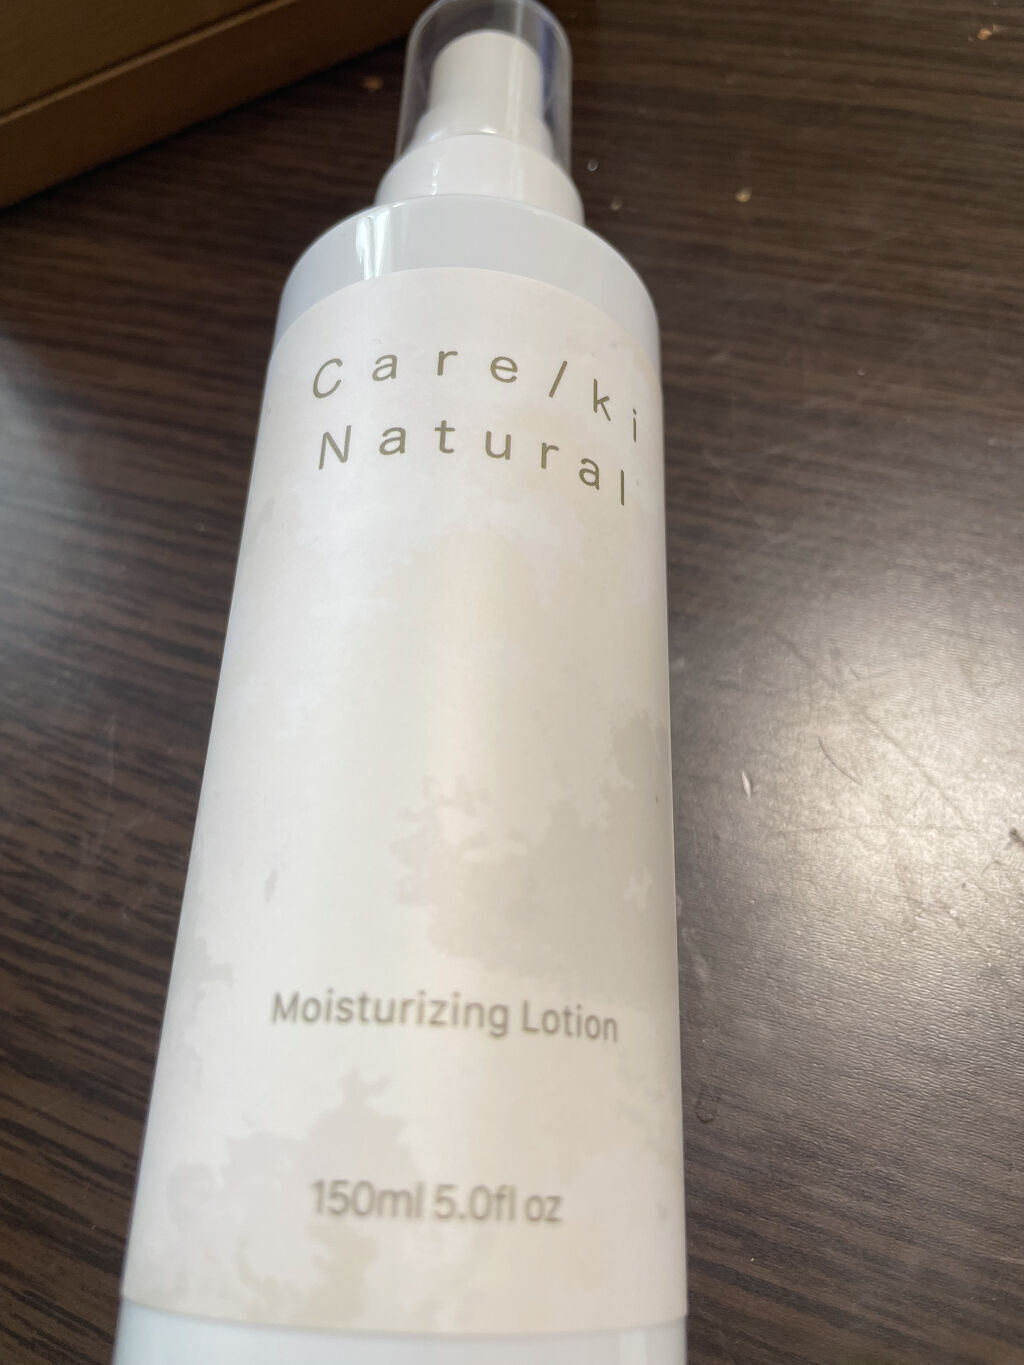 Care/ki
Natural
Moisturizing Lotion
150ml 5.0fl oz